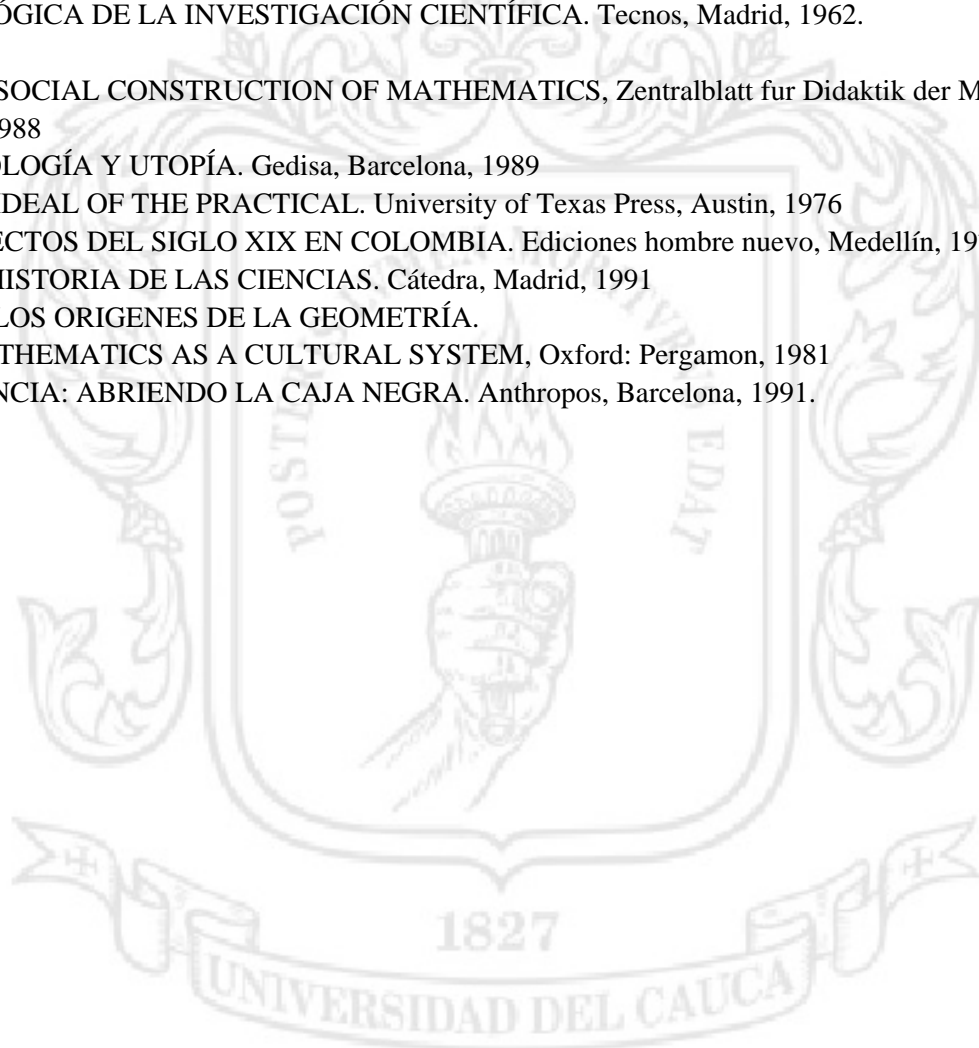 ÓGICA DE LA INVESTIGACIÓN CIENTÍFICA. Tecnos, Madrid, 1962.
SOCIAL CONSTRUCTION OF MATHEMATICS, Zentralblatt fur Didaktik der M
988
OLOGÍA Y UTOPÍA. Gedisa, Barcelona, 1989
DEAL OF THE PRACTICAL. University of Texas Press, Austin, 1976
ECTOS DEL SIGLO XIX EN COLOMBIA. Ediciones hombre nuevo, Medellín, 19
HISTORIA DE LAS CIENCIAS. Cátedra, Madrid, 1991
LOS ORIGENES DE LA GEOMETRÍA.
THEMATICS AS A CULTURAL SYSTEM, Oxford: Pergamon, 1981
NCIA: ABRIENDO LA CAJA NEGRA. Anthropos, Barcelona, 1991.
EDAT
1827
UNIVERSIDAD DEL CAUCA